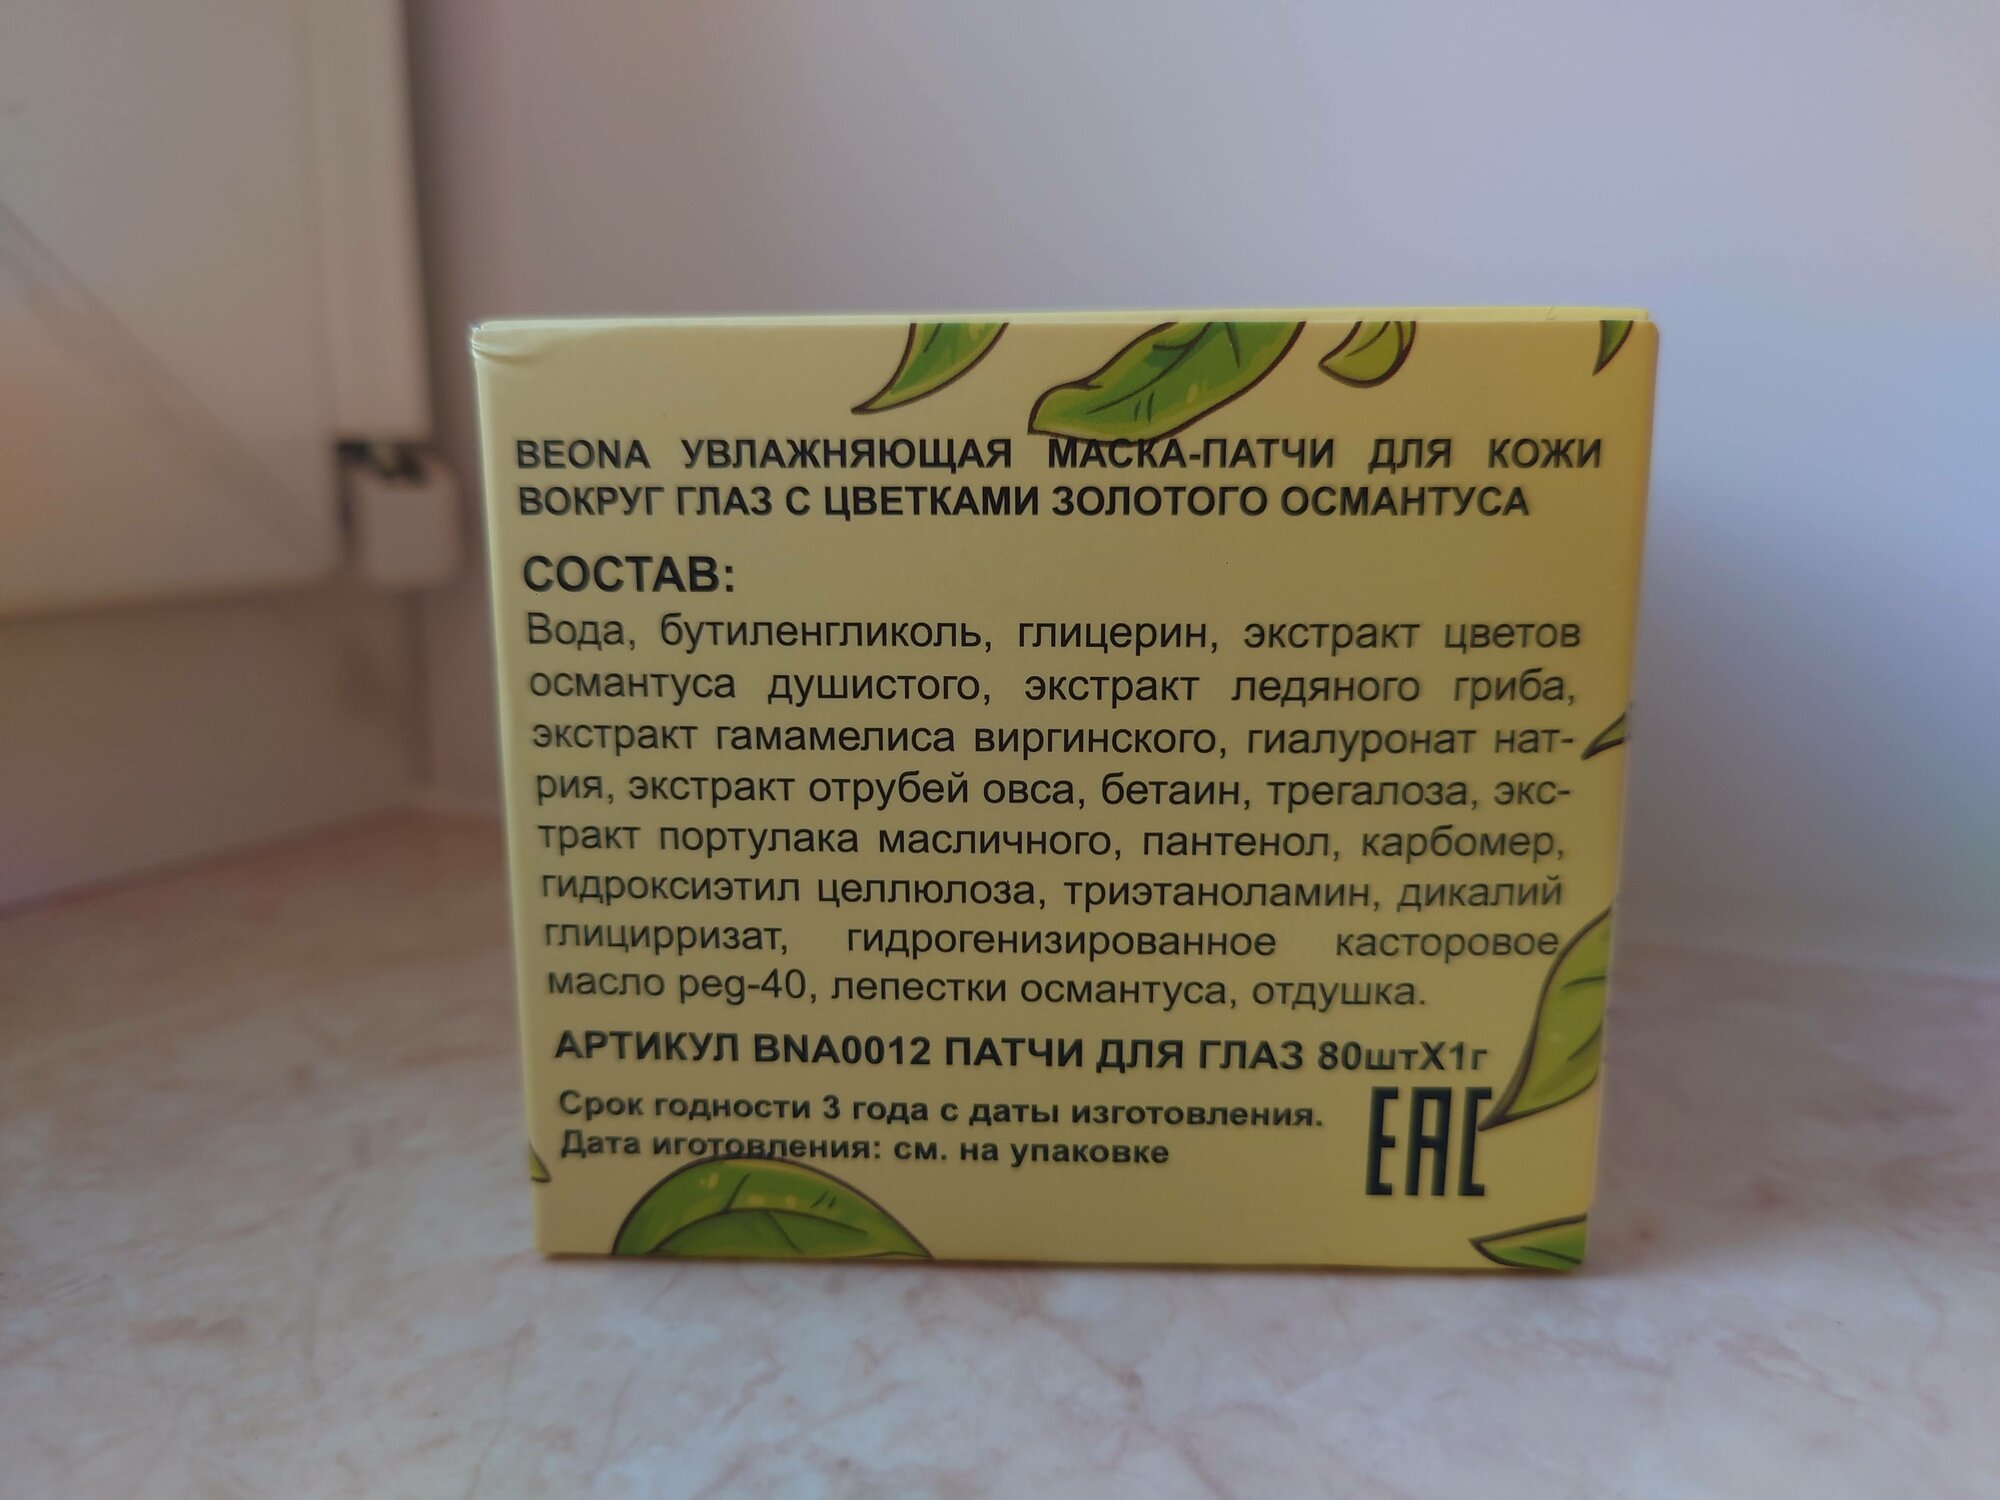 BEONA УВЛАЖНЯЮЩАЯ МАСКА-ПАТЧИ ДЛЯ КОЖИ
ВОКРУГ ГЛАЗ С ЦВЕТКАМИ ЗОЛОТОГО ОСМАНТУСА
СОСТАВ:
Вода, бутиленгликоль, глицерин, экстракт цветов
османтуса душистого, экстракт ледяного гриба,
экстракт гамамелиса виргинского, гиалуронат нат-
рия, экстракт отрубей овса, бетаин, трегалоза, экс-
тракт портулака масличного, пантенол, карбомер,
гидроксиэтил целлюлоза, триэтаноламин, дикалий
глицирризат, гидрогенизированное касторовое
масло peg-40, лепестки османтуса, отдушка.
АРТИКУЛ BNA0012 ПАТЧИ ДЛЯ ГЛАЗ 80штX1г
Срок годности 3 года с даты изготовления.
Дата иготовления: см. на упаковке
EAC